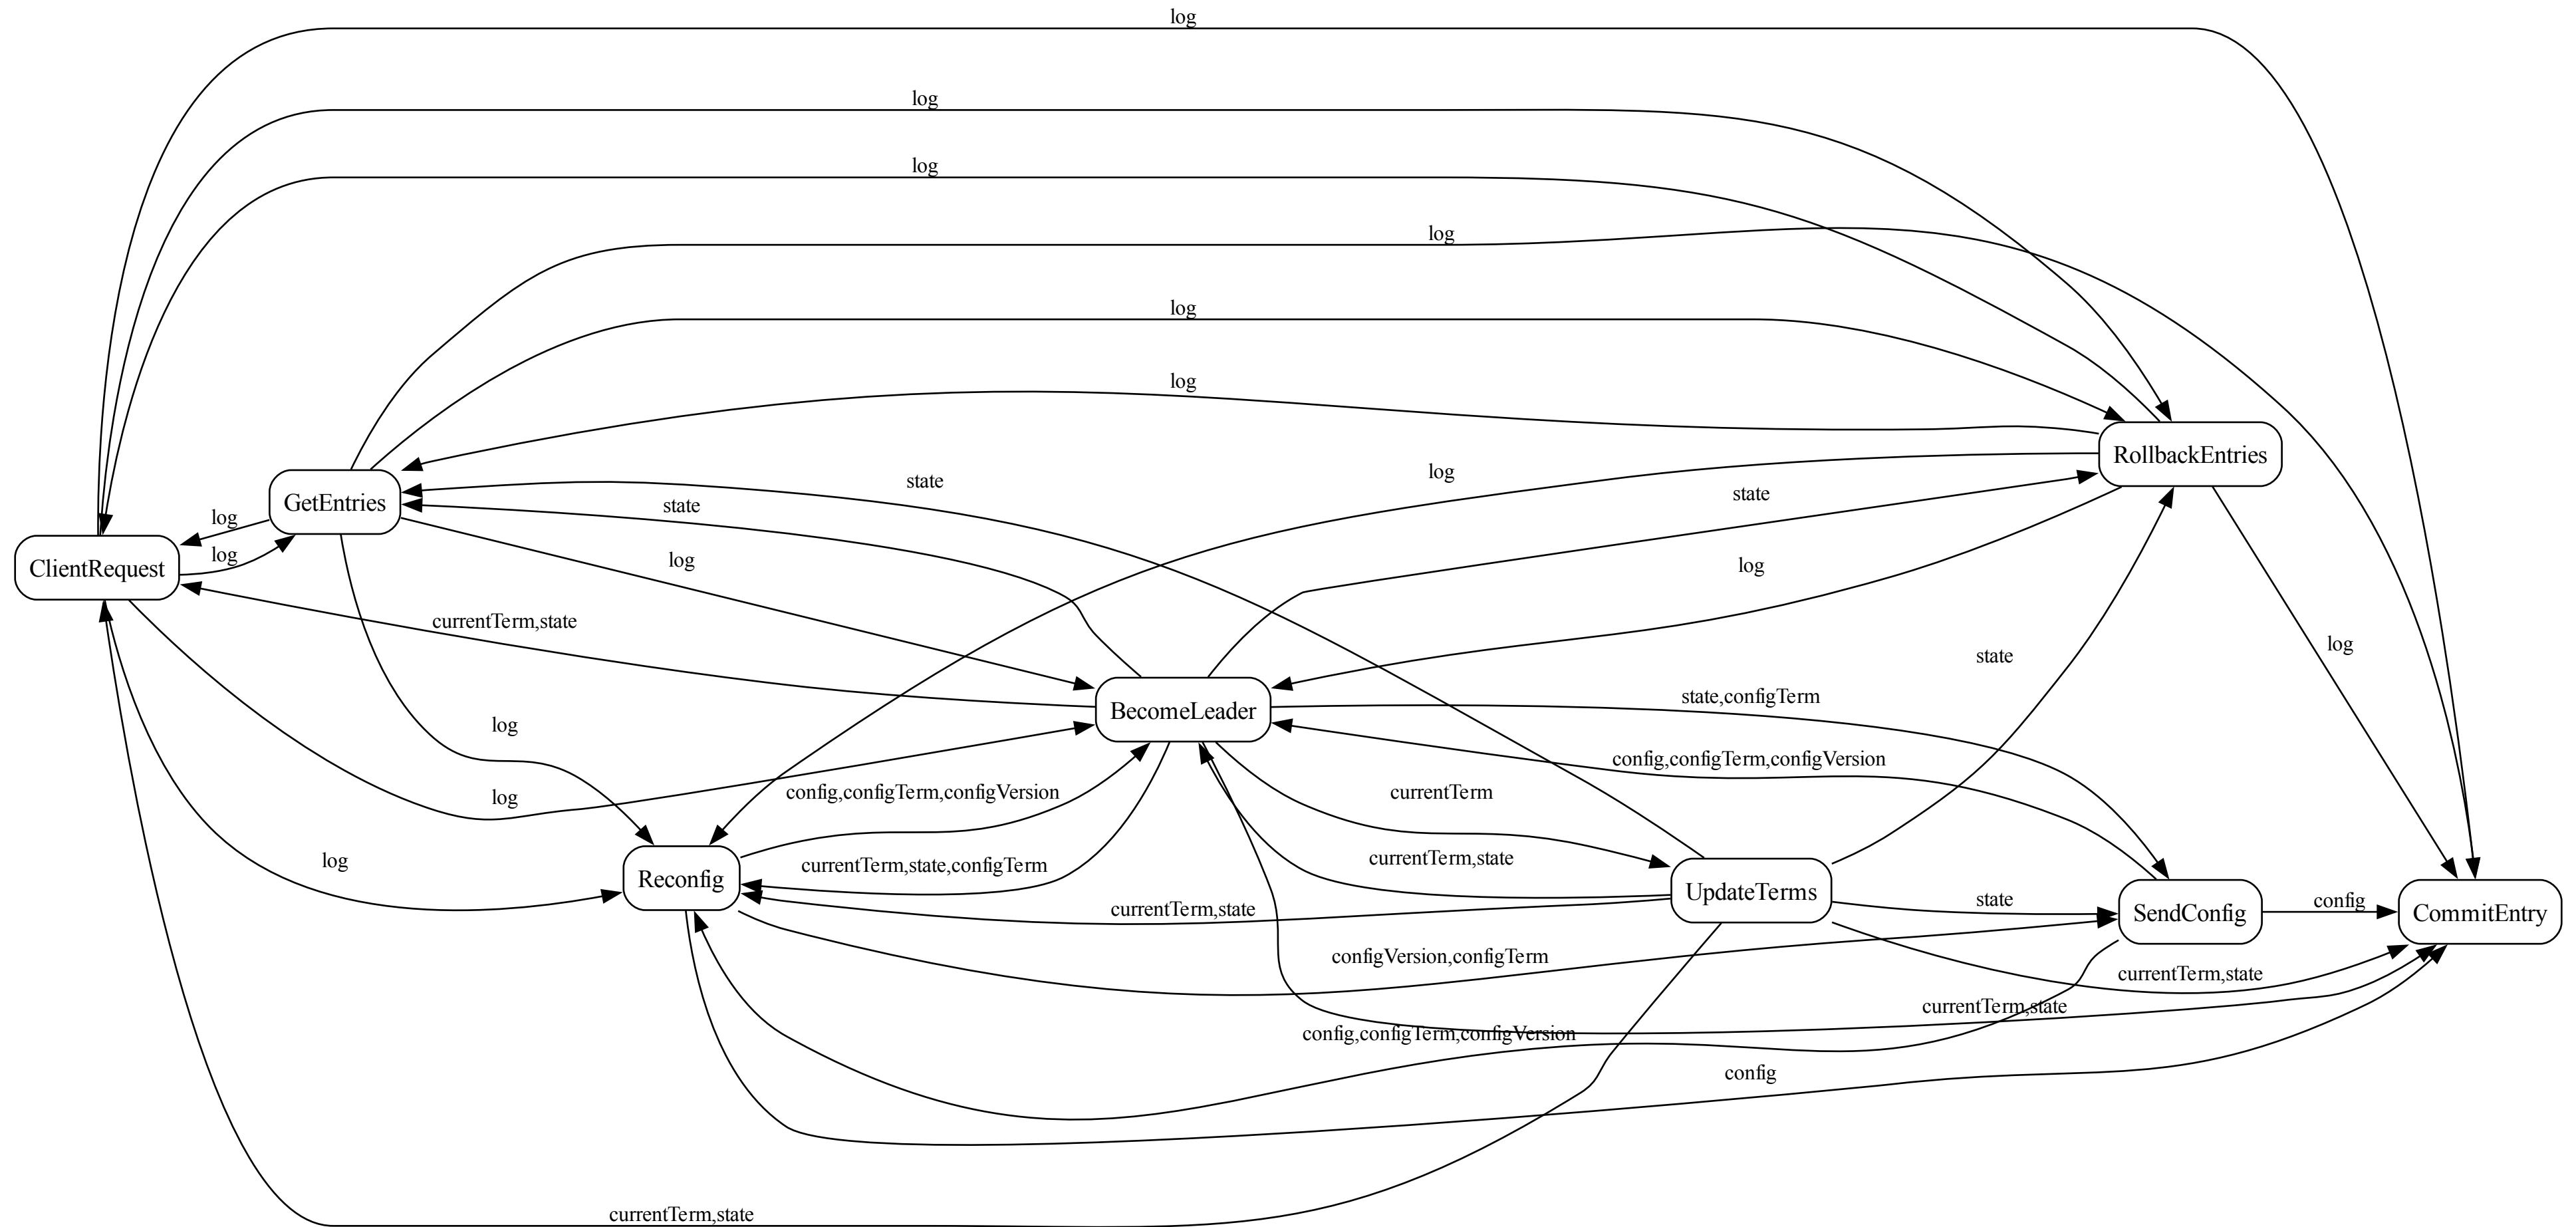 log
log
log
log
log
log
RollbackEntries
log
state
state
GetEntries
state
log
log
log
log
ClientRequest
log
currentTerm,state
log
state
state,configTerm
BecomeLeader
log
config,configTerm,configVersion
config,configTerm,configVersion
currentTerm
log
log
currentTerm,state,configTerm
currentTerm,state
Reconfig
UpdateTerms
state
config
currentTerm,state
SendConfig
CommitEntry
configVersion,configTerm
currentTerm,state
currentTerm,state
config,configTerm,configVersion
config
currentTerm,state